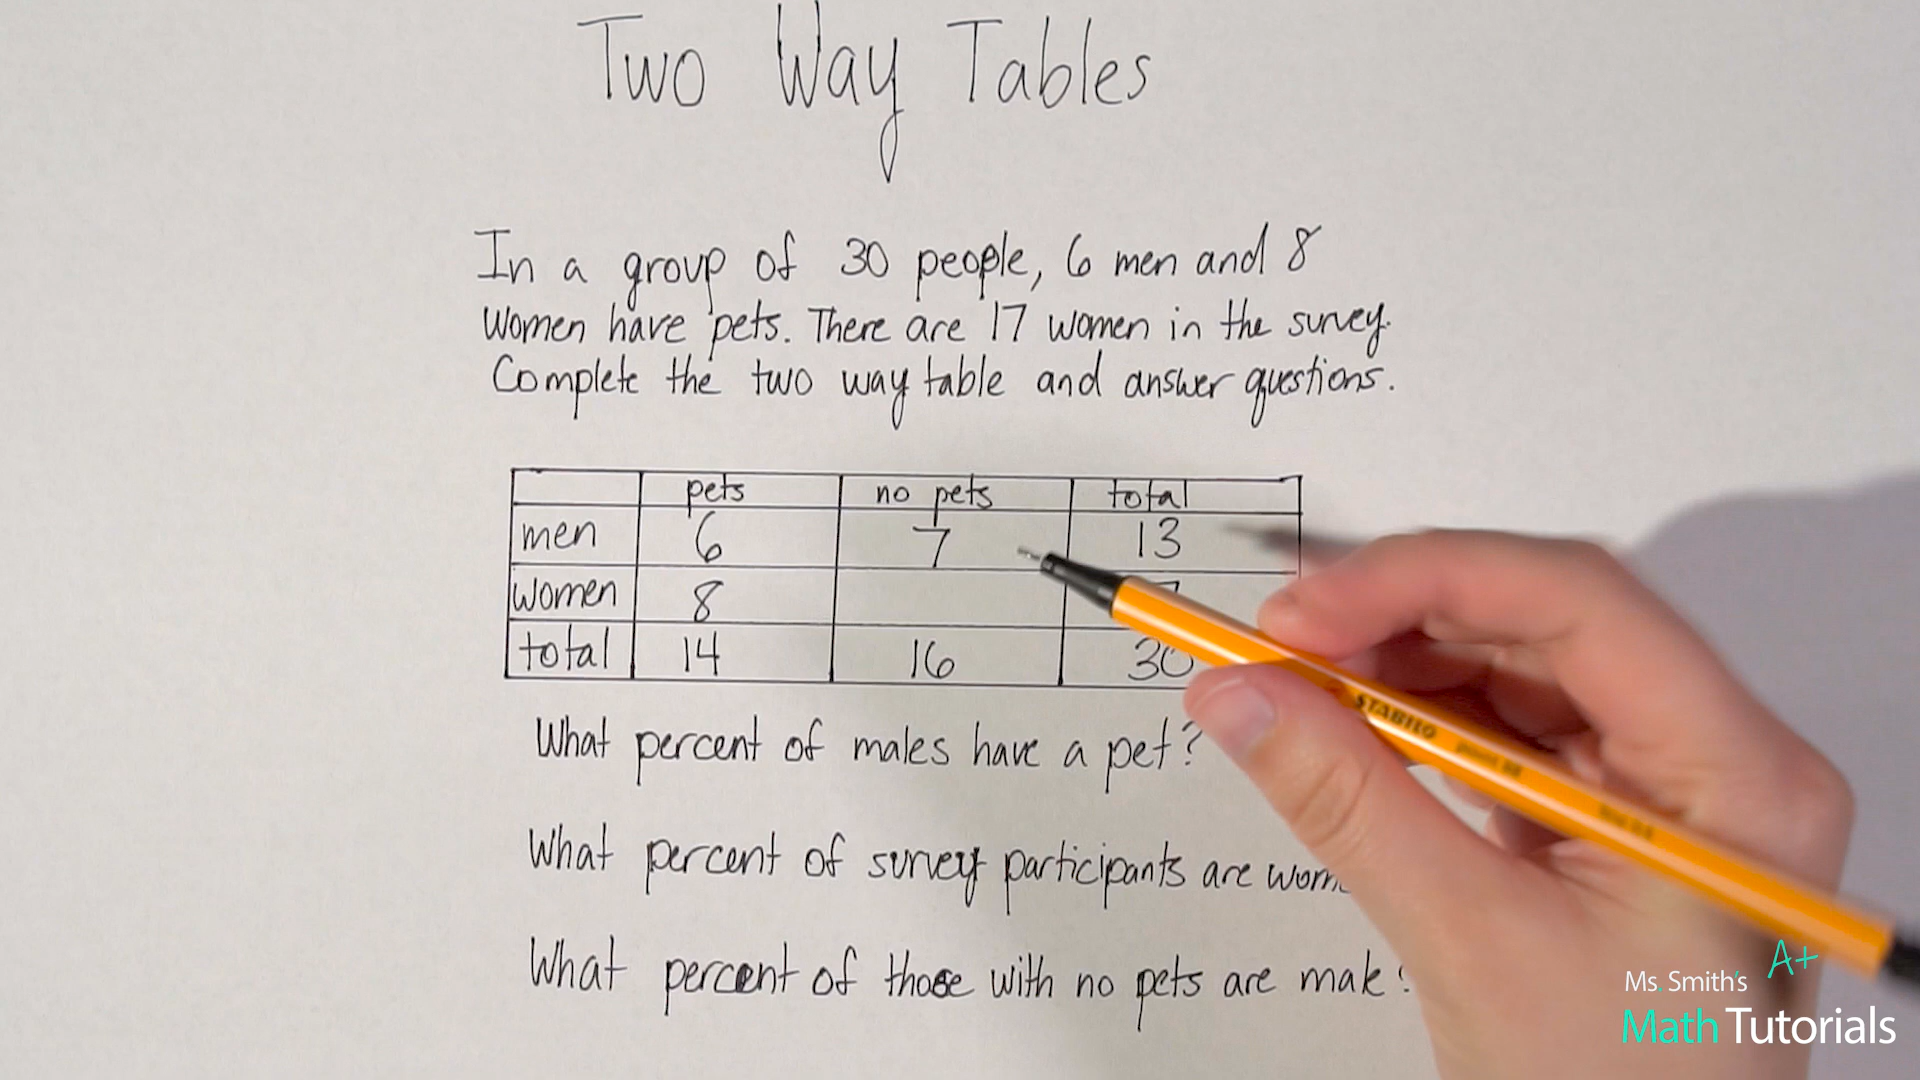 Two Way Tables
In a group of 30 people, 6 men and 8
women have pets. There are 17 women in the survey.
Complete the two way table and answer questions.
pets no pets total
men 6 7 13
women 8
total 14 16 30
What percent of males have a pet?
What percent of survey participants are
What percent of those with no pets are male?
STABILO point 88
A+
Ms. Smith's
Math Tutorials